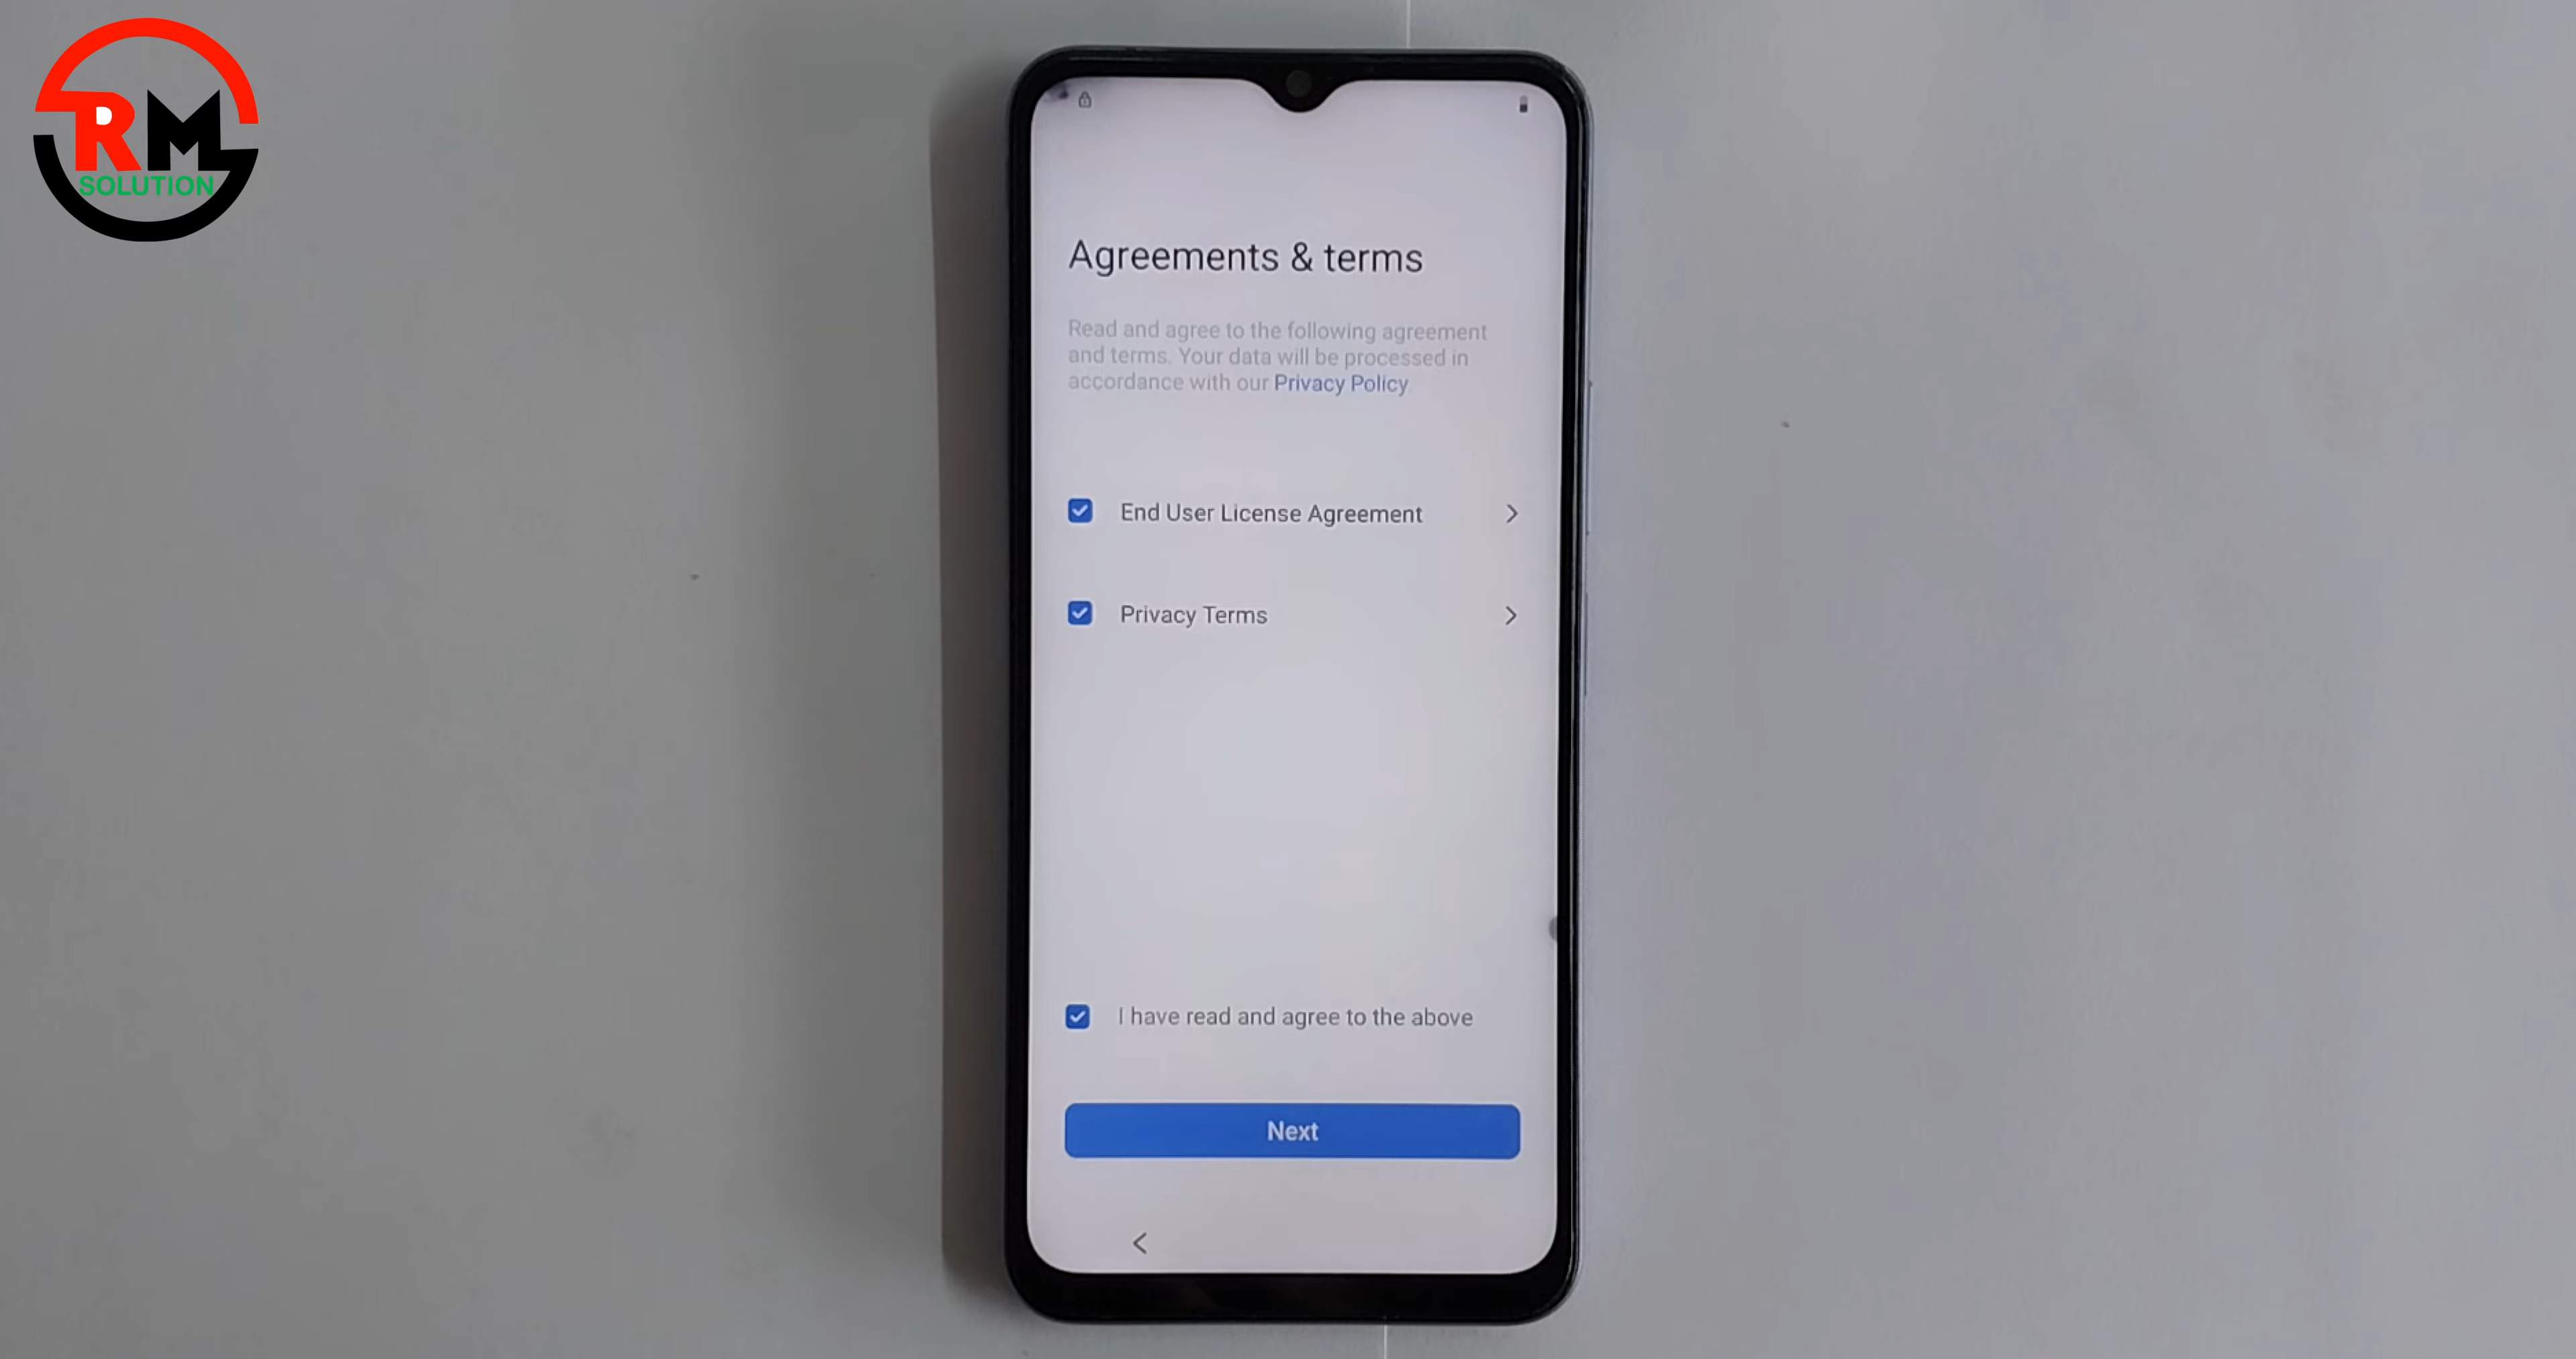 RM
SOLUTION
Agreements & terms
Read and agree to the following agreement
and terms. Your data will be processed in
accordance with our Privacy Policy
End User License Agreement
Privacy Terms
I have read and agree to the above
Next